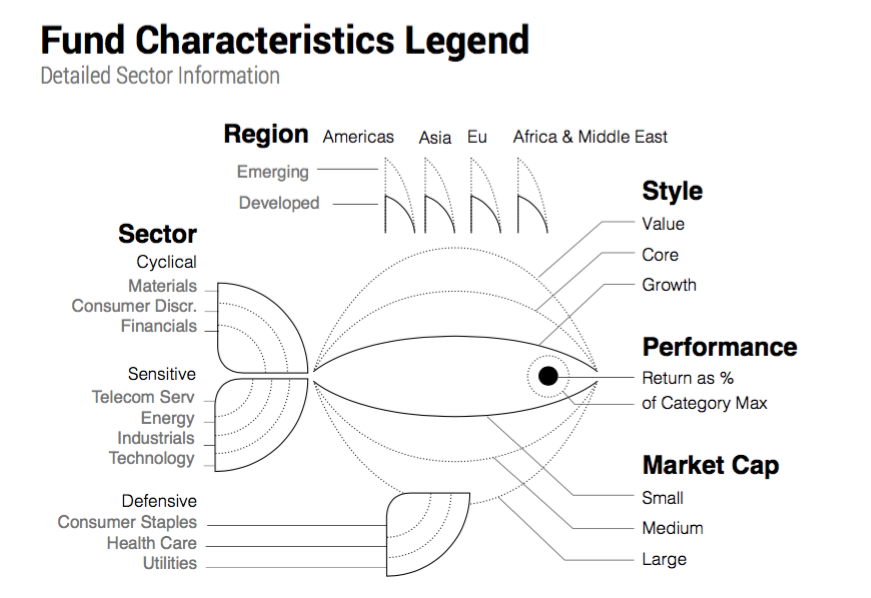 Fund Characteristics Legend
Detailed Sector Information
Region Americas Asia Eu Africa & Middle East
Emerging
Developed
Sector
Cyclical
Materials
Consumer Discr.
Financials
Sensitive
Telecom Serv
Energy
Industrials
Technology
Defensive
Consumer Staples
Health Care
Utilities
Style
Value
Core
Growth
Performance
Return as %
of Category Max
Market Cap
Small
Medium
Large